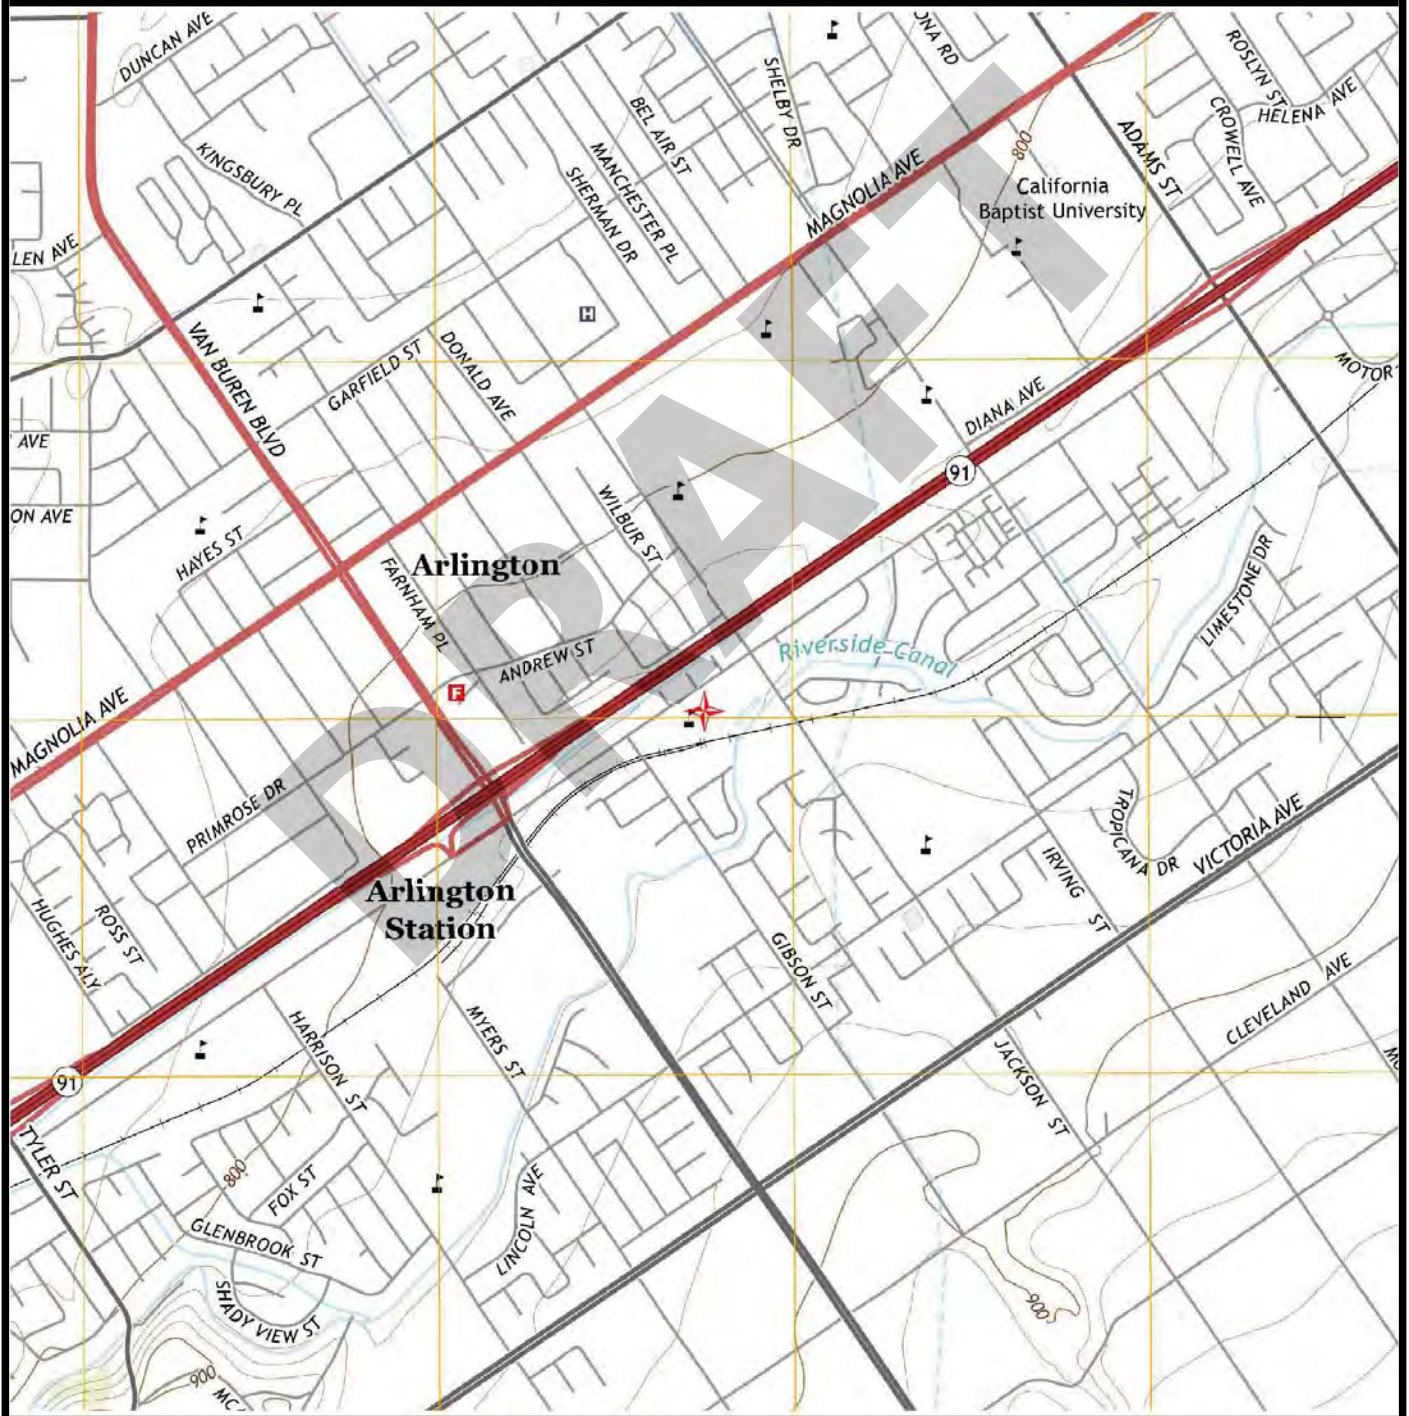 DUNCAN AVE
ONA RD
SHELBY DR
ROSLYN ST
HELENA AVE
CROWELL AVE
BEL AIR ST
MANCHESTER PL
SHERMAN DR
KINGSBURY PL
ADAMS ST
800
MAGNOLIA AVE
California
Baptist University
LEN AVE
H
VAN BUREN BLVD
GARFIELD ST
DONALD AVE
MOTOR
DIANA AVE
AVE
91
ON AVE
WILBUR ST
HAYES ST
FARNHAM PL
Arlington
LIMESTONE DR
ANDREW ST
Riverside Canal
F
MAGNOLIA AVE
PRIMROSE DR
TROPICANA DR
VICTORIA AVE
IRVING ST
Arlington
Station
HUGHES ALY
ROSS ST
GIBSON ST
CLEVELAND AVE
HARRISON ST
MYERS ST
JACKSON ST
91
TYLER ST
800
FOX ST
GLENBROOK ST
LINCOLN AVE
SHADY VIEW ST
900
900
MC
DRAFT